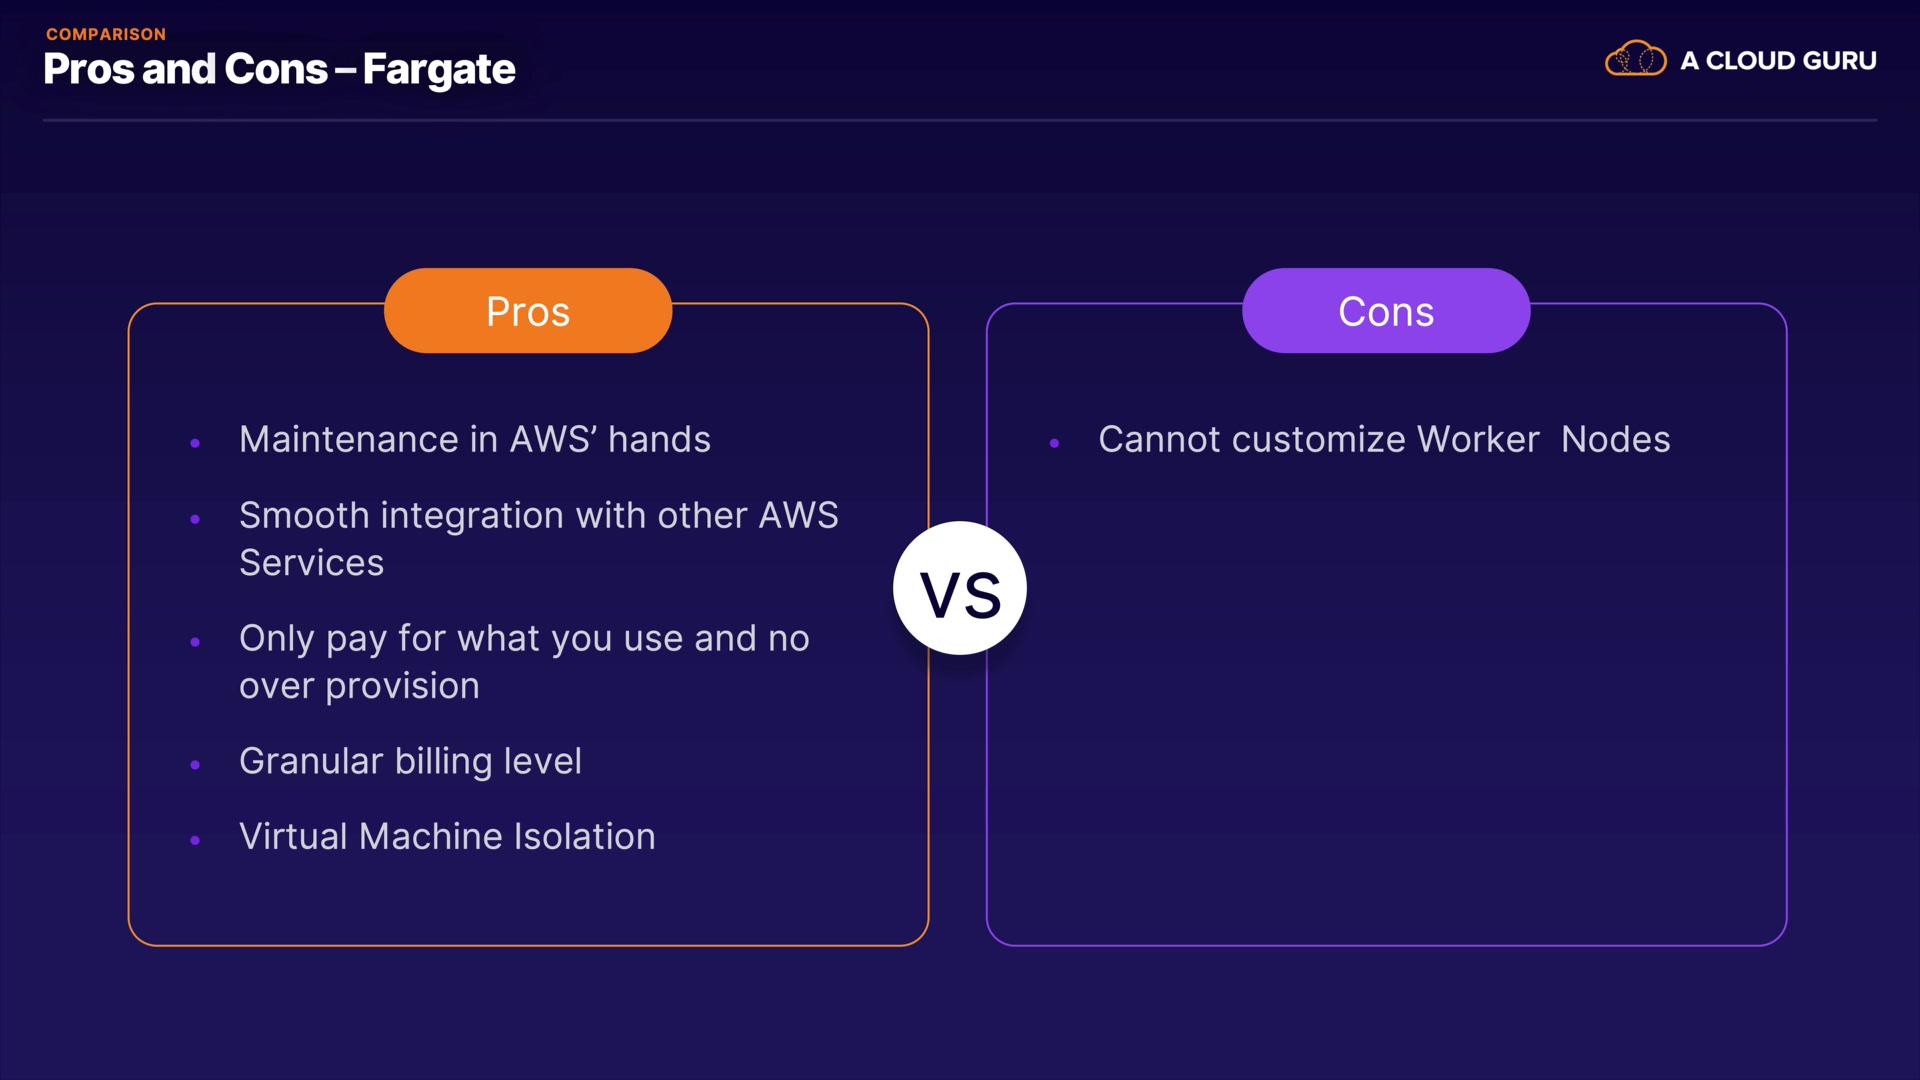 COMPARISON
Pros and Cons – Fargate
A CLOUD GURU
Pros
Cons
• Maintenance in AWS’ hands
• Smooth integration with other AWS
Services
• Only pay for what you use and no
over provision
• Granular billing level
• Virtual Machine Isolation
VS
• Cannot customize Worker  Nodes